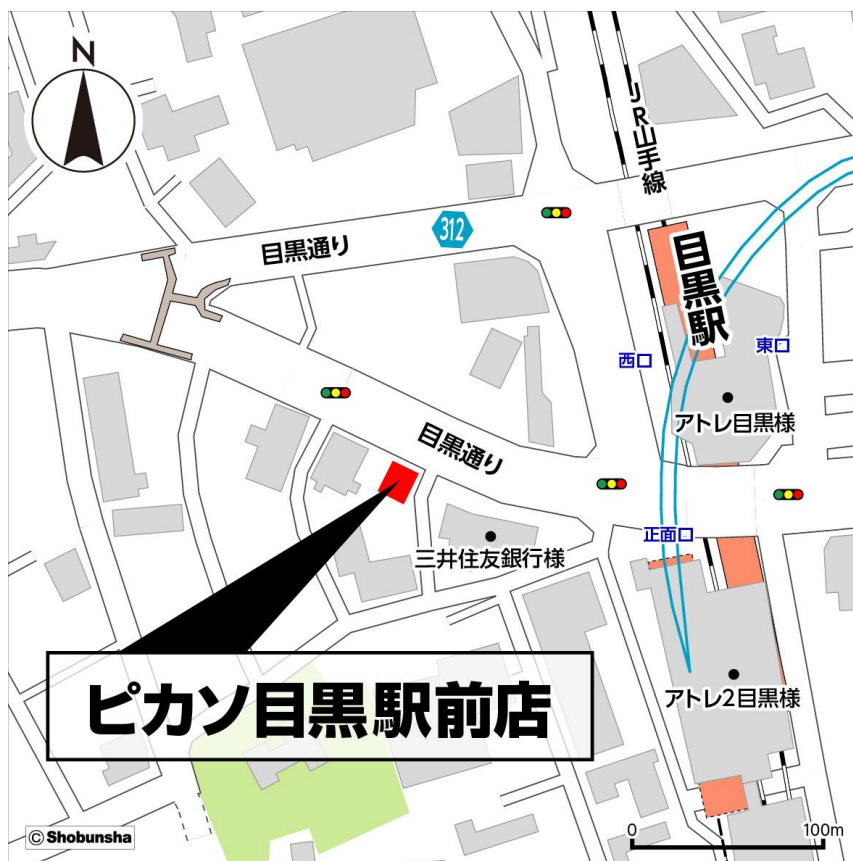 N
JR山手線
312
目黒通り
目黒駅
西口
東口
アトレ目黒様
目黒通り
正面口
三井住友銀行様
ピカソ目黒駅前店
アトレ2目黒様
© Shobunsha
0
100m